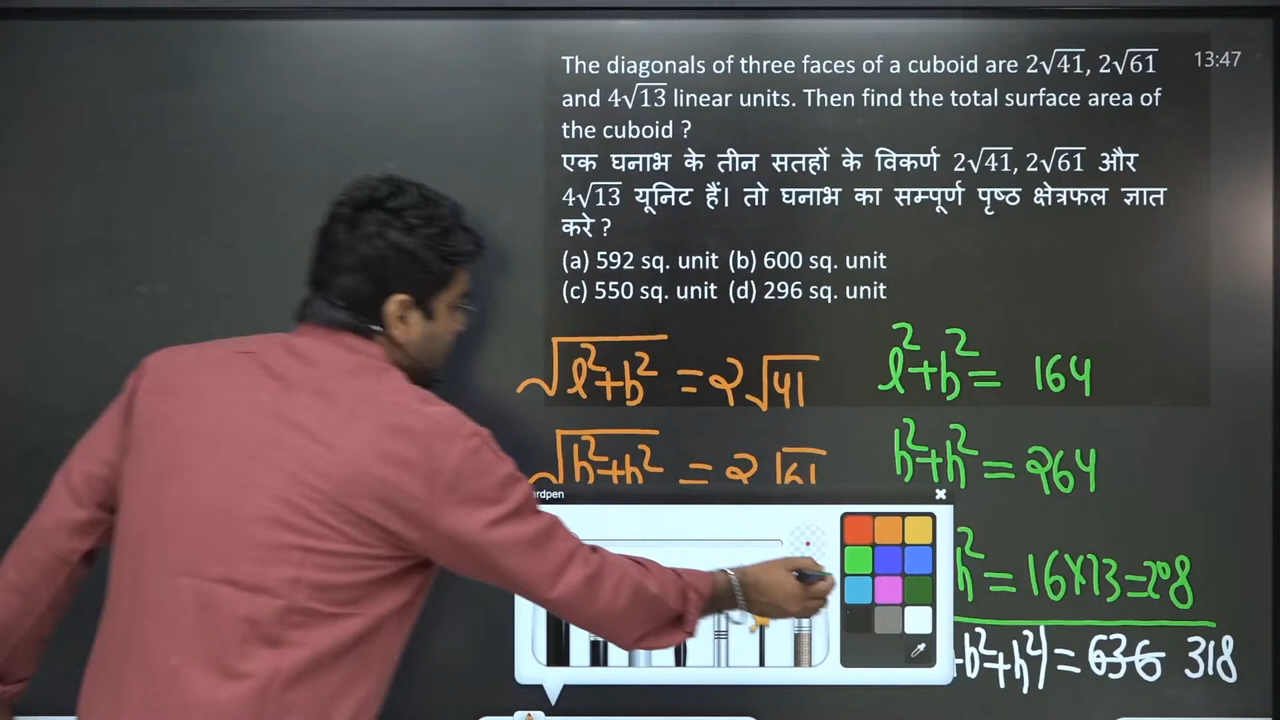 The diagonals of three faces of a cuboid are 2√41, 2√61
13:47
and 4√13 linear units. Then find the total surface area of
the cuboid ?
एक घनाभ के तीन सतहों के विकर्ण 2√41, 2√61 और
4√13 यूनिट हैं। तो घनाभ का सम्पूर्ण पृष्ठ क्षेत्रफल ज्ञात
करे ?
(a) 592 sq. unit (b) 600 sq. unit
(c) 550 sq. unit (d) 296 sq. unit
√l²+b² = 2√41
l²+b² = 164
√b²+h² = 2√61
b²+h² = 264
h² = 16×13=208
+b²+h²) = 636 318